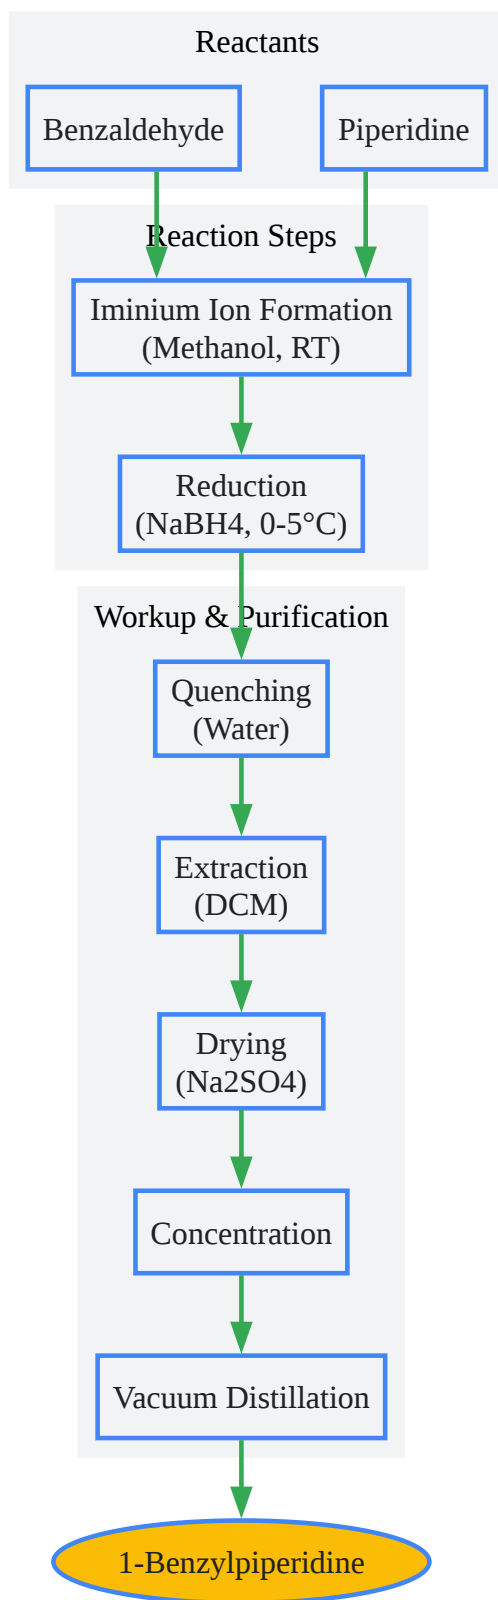 Reactants
Benzaldehyde
Piperidine
Reaction Steps
Iminium Ion Formation
(Methanol, RT)
Reduction
(NaBH4, 0-5°C)
Workup & Purification
Quenching
(Water)
Extraction
(DCM)
Drying
(Na2SO4)
Concentration
Vacuum Distillation
1-Benzylpiperidine